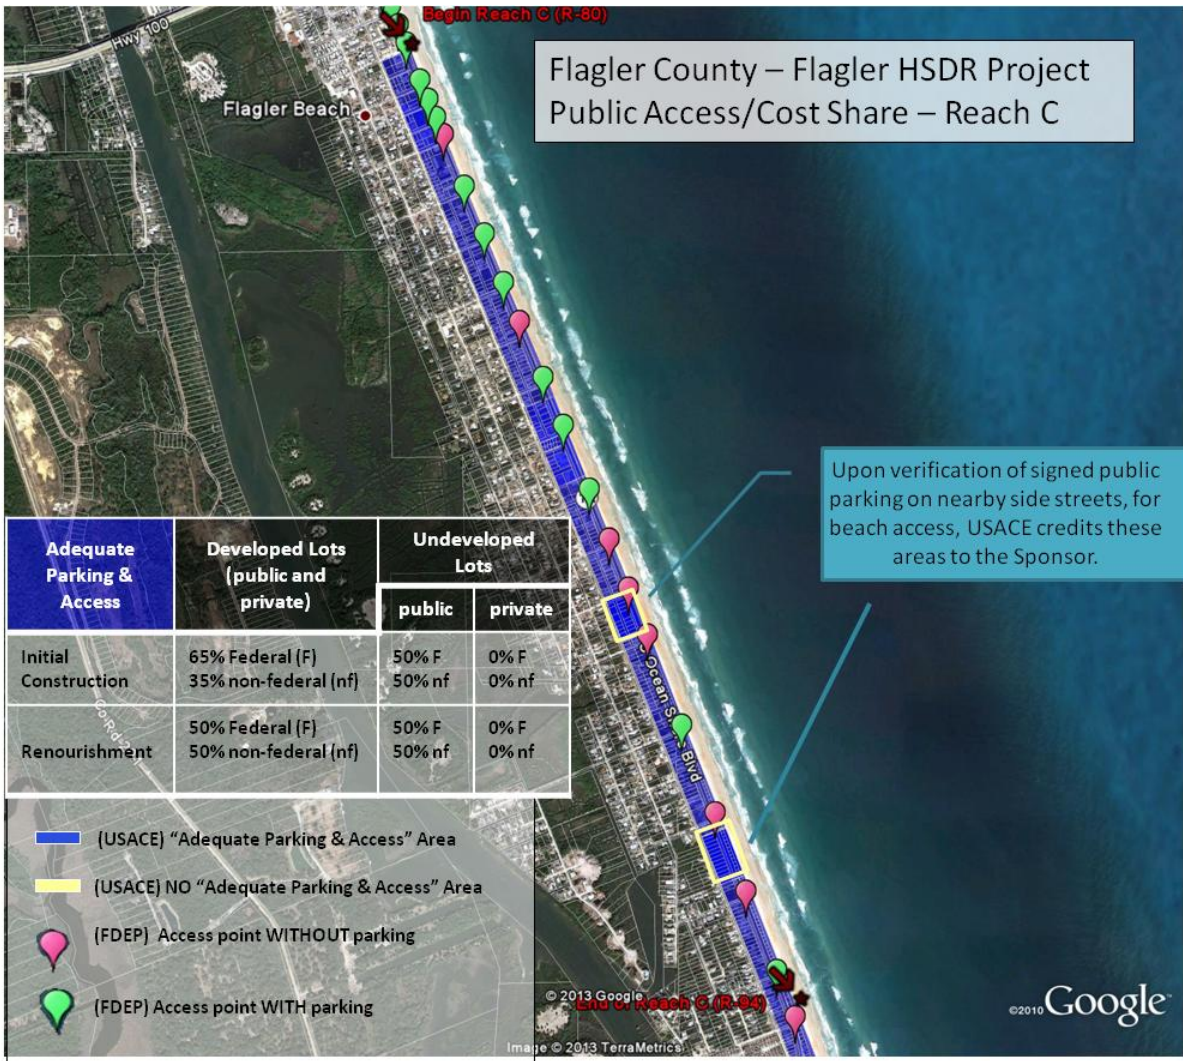 Begin Reach C (R-80)
Hwy 100
Flagler County – Flagler HSDR Project
Public Access/Cost Share – Reach C
Flagler Beach
Upon verification of signed public
parking on nearby side streets, for
beach access, USACE credits these
areas to the Sponsor.
Adequate
Parking &
Access
Developed Lots
(public and
private)
Undeveloped
Lots
public
private
Initial
Construction
65% Federal (F)
35% non-federal (nf)
50% F
50% nf
0% F
0% nf
Renourishment
50% Federal (F)
50% non-federal (nf)
50% F
50% nf
0% F
0% nf
Blvd
(USACE) “Adequate Parking & Access” Area
(USACE) NO “Adequate Parking & Access” Area
(FDEP) Access point WITHOUT parking
(FDEP) Access point WITH parking
© 2013 Google
End of Reach C (R-94)
Image © 2013 TerraMetrics
©2010 Google